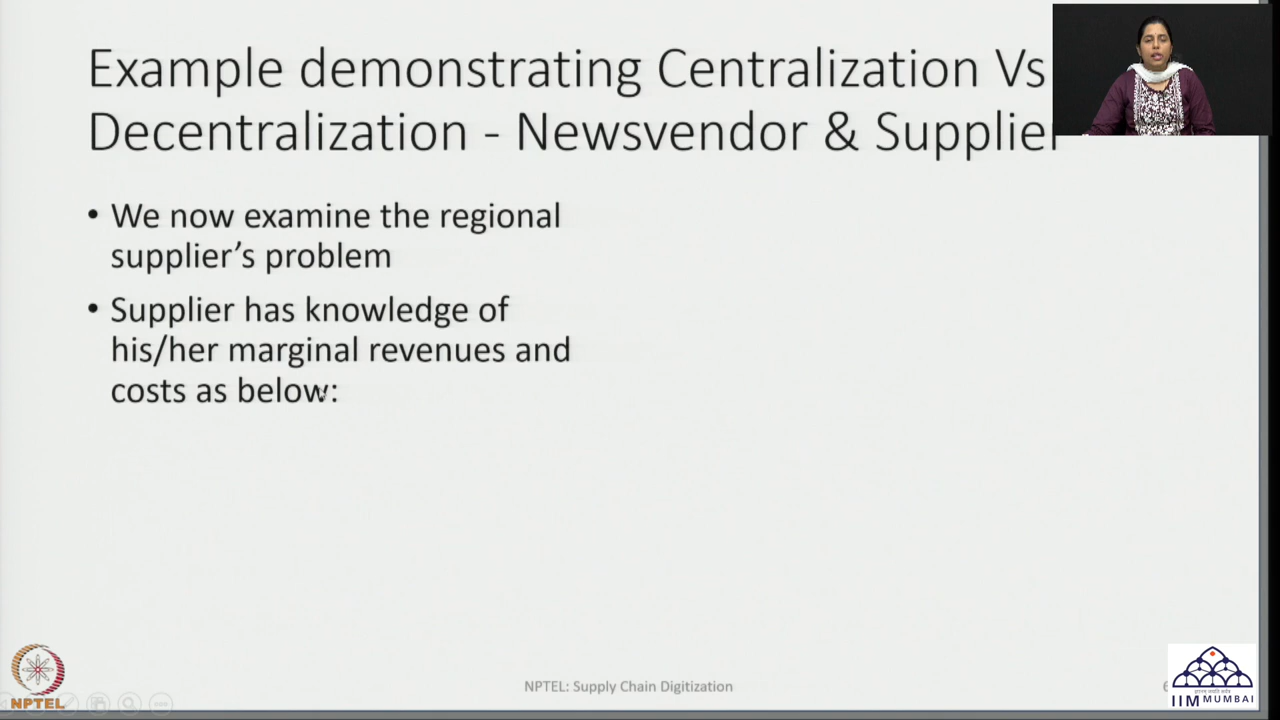 Example demonstrating Centralization Vs
Decentralization - Newsvendor & Supplier
• We now examine the regional
supplier's problem
• Supplier has knowledge of
his/her marginal revenues and
costs as below:
NPTEL
NPTEL: Supply Chain Digitization
IIM MUMBAI